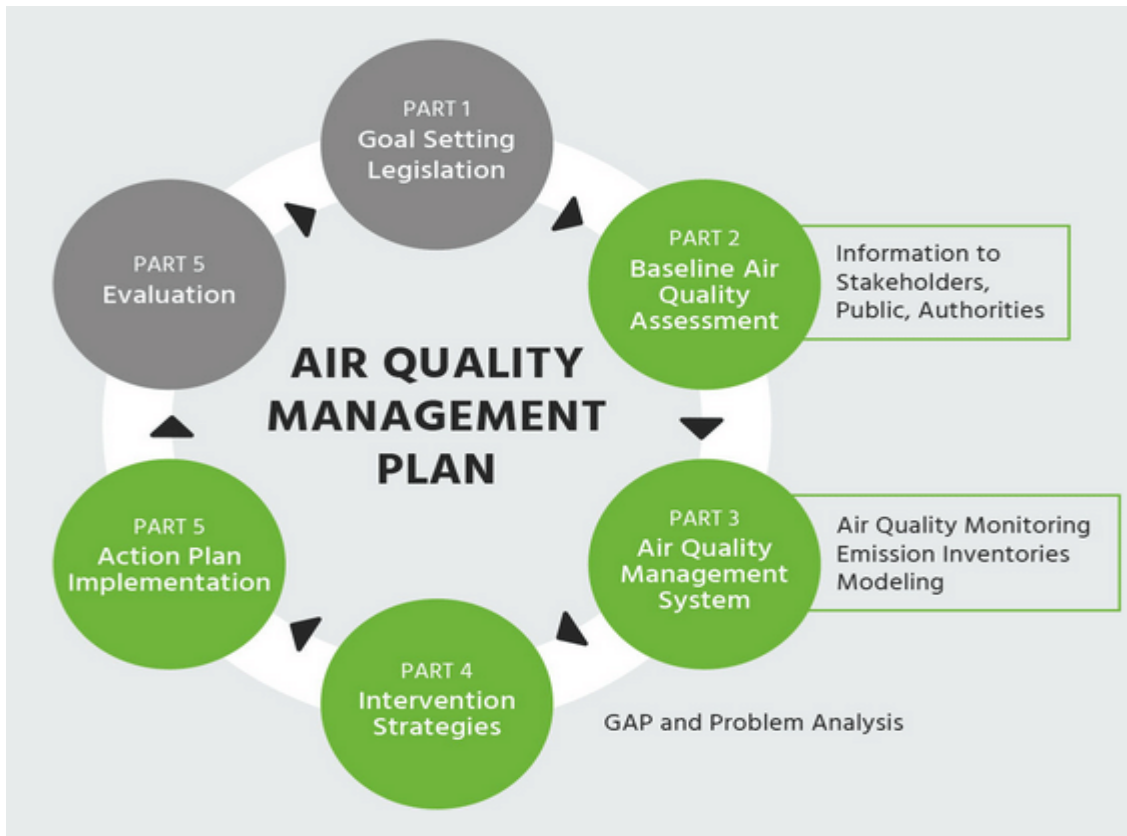 PART 1
Goal Setting
Legislation
PART 2
Baseline Air
Quality
Assessment
Information to
Stakeholders,
Public, Authorities
PART 5
Evaluation
AIR QUALITY
MANAGEMENT
PLAN
PART 3
Air Quality
Management
System
Air Quality Monitoring
Emission Inventories
Modeling
PART 5
Action Plan
Implementation
PART 4
Intervention
Strategies
GAP and Problem Analysis